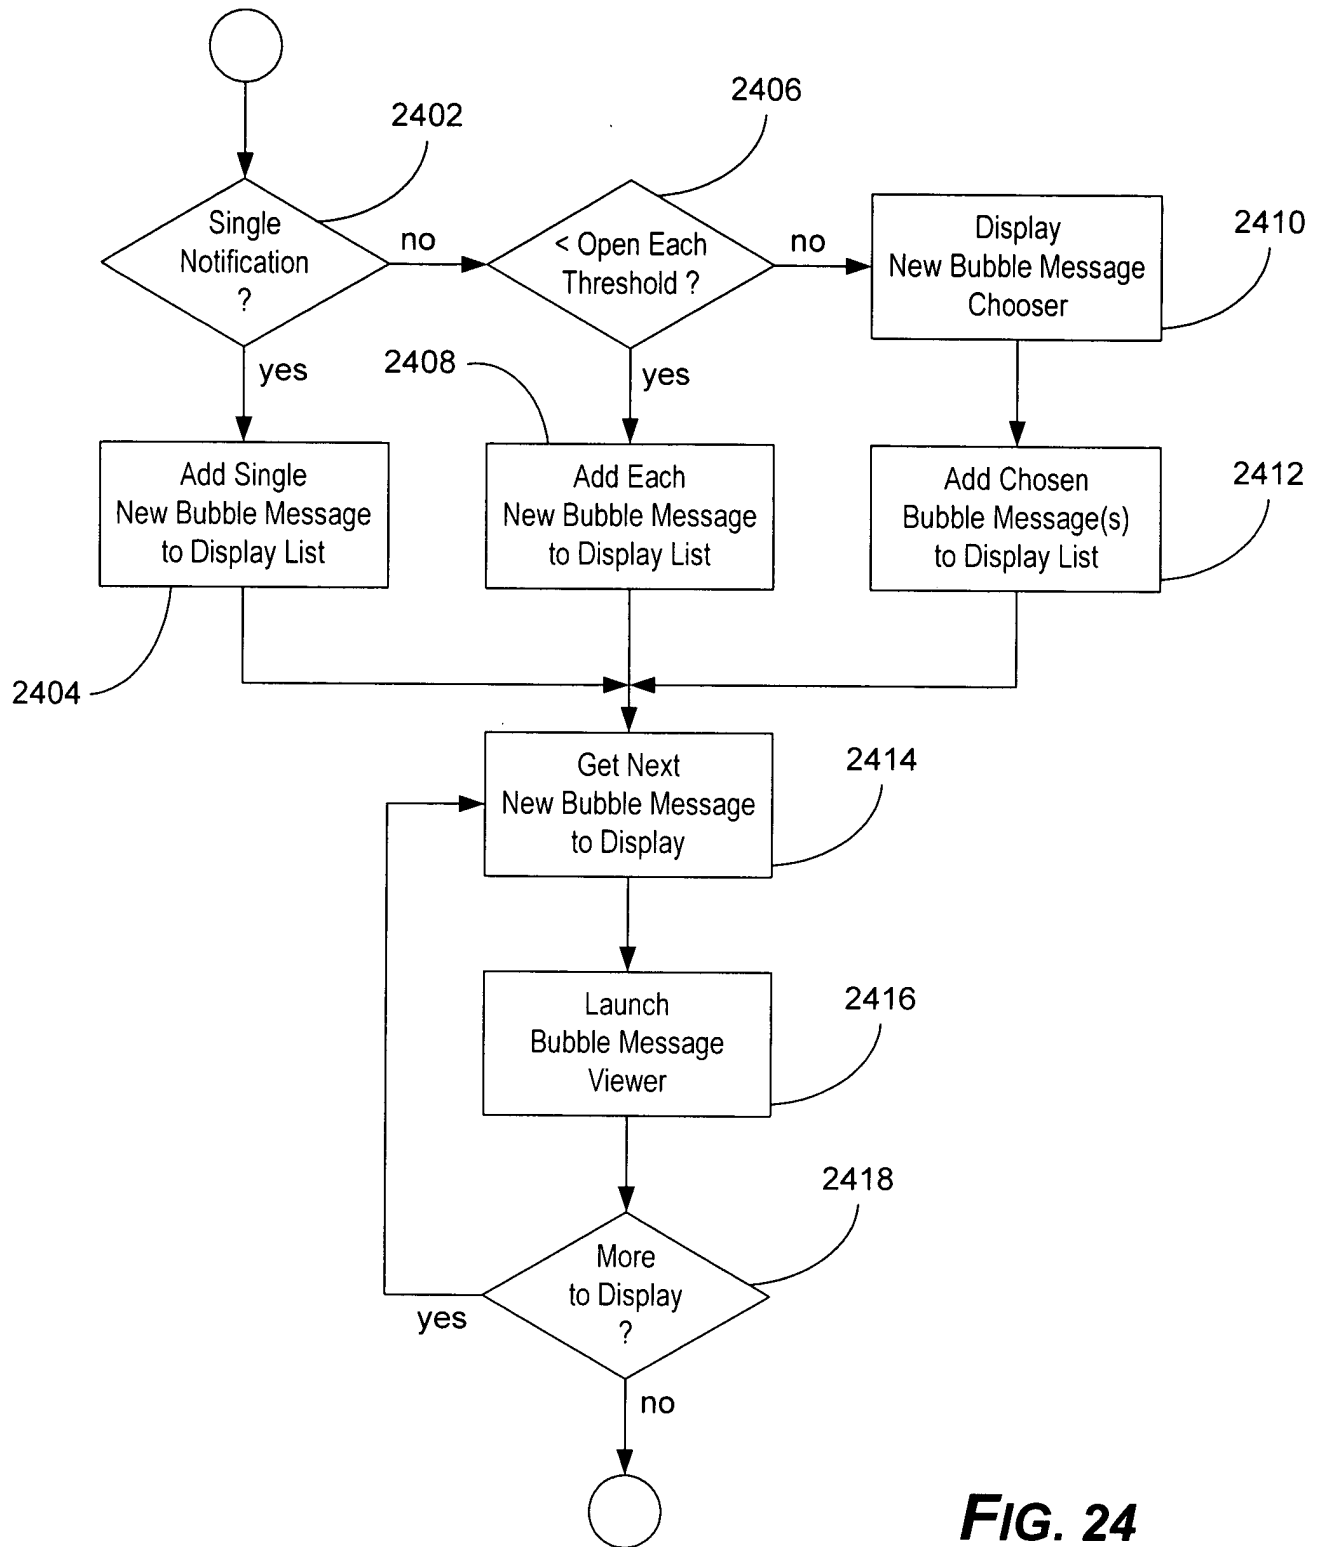 2402
2406
Single
Notification
?
no
< Open Each
Threshold ?
no
Display
New Bubble Message
Chooser
2410
yes
2408
yes
Add Single
New Bubble Message
to Display List
Add Each
New Bubble Message
to Display List
Add Chosen
Bubble Message(s)
to Display List
2412
2404
Get Next
New Bubble Message
to Display
2414
Launch
Bubble Message
Viewer
2416
More
to Display
?
2418
yes
no
FIG. 24